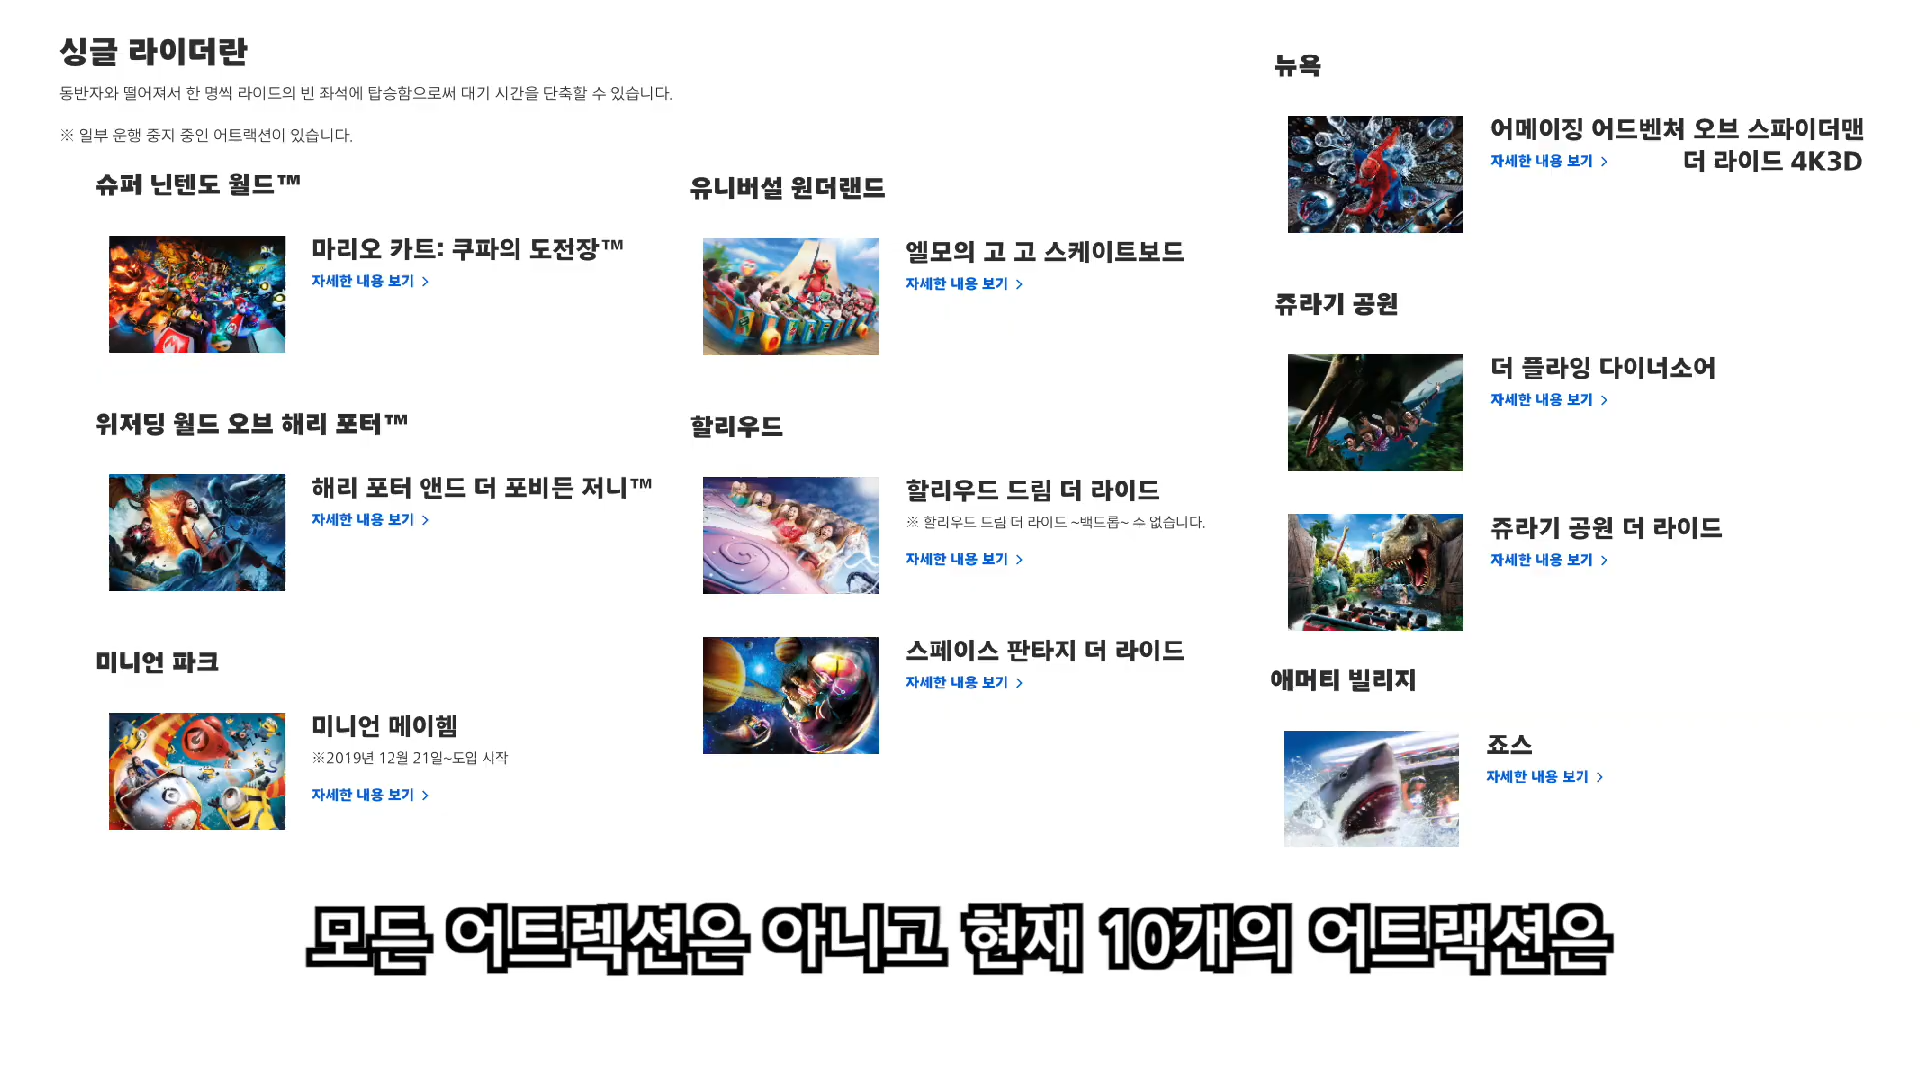 싱글 라이더란
동반자와 떨어져서 한 명씩 라이드의 빈 좌석에 탑승함으로써 대기 시간을 단축할 수 있습니다.
※ 일부 운행 중지 중인 어트랙션이 있습니다.
슈퍼 닌텐도 월드™
마리오 카트: 쿠파의 도전장™
자세한 내용 보기 >
위저딩 월드 오브 해리 포터™
해리 포터 앤드 더 포비든 저니™
자세한 내용 보기 >
미니언 파크
미니언 메이헴
※2019년 12월 21일~도입 시작
자세한 내용 보기 >
유니버설 원더랜드
엘모의 고 고 스케이트보드
자세한 내용 보기 >
할리우드
할리우드 드림 더 라이드
※ 할리우드 드림 더 라이드 ~백드롭~ 수 없습니다.
자세한 내용 보기 >
스페이스 판타지 더 라이드
자세한 내용 보기 >
뉴욕
어메이징 어드벤처 오브 스파이더맨
자세한 내용 보기 > 더 라이드 4K3D
쥬라기 공원
더 플라잉 다이너소어
자세한 내용 보기 >
쥬라기 공원 더 라이드
자세한 내용 보기 >
애머티 빌리지
죠스
자세한 내용 보기 >
모든 어트렉션은 아니고 현재 10개의 어트랙션은